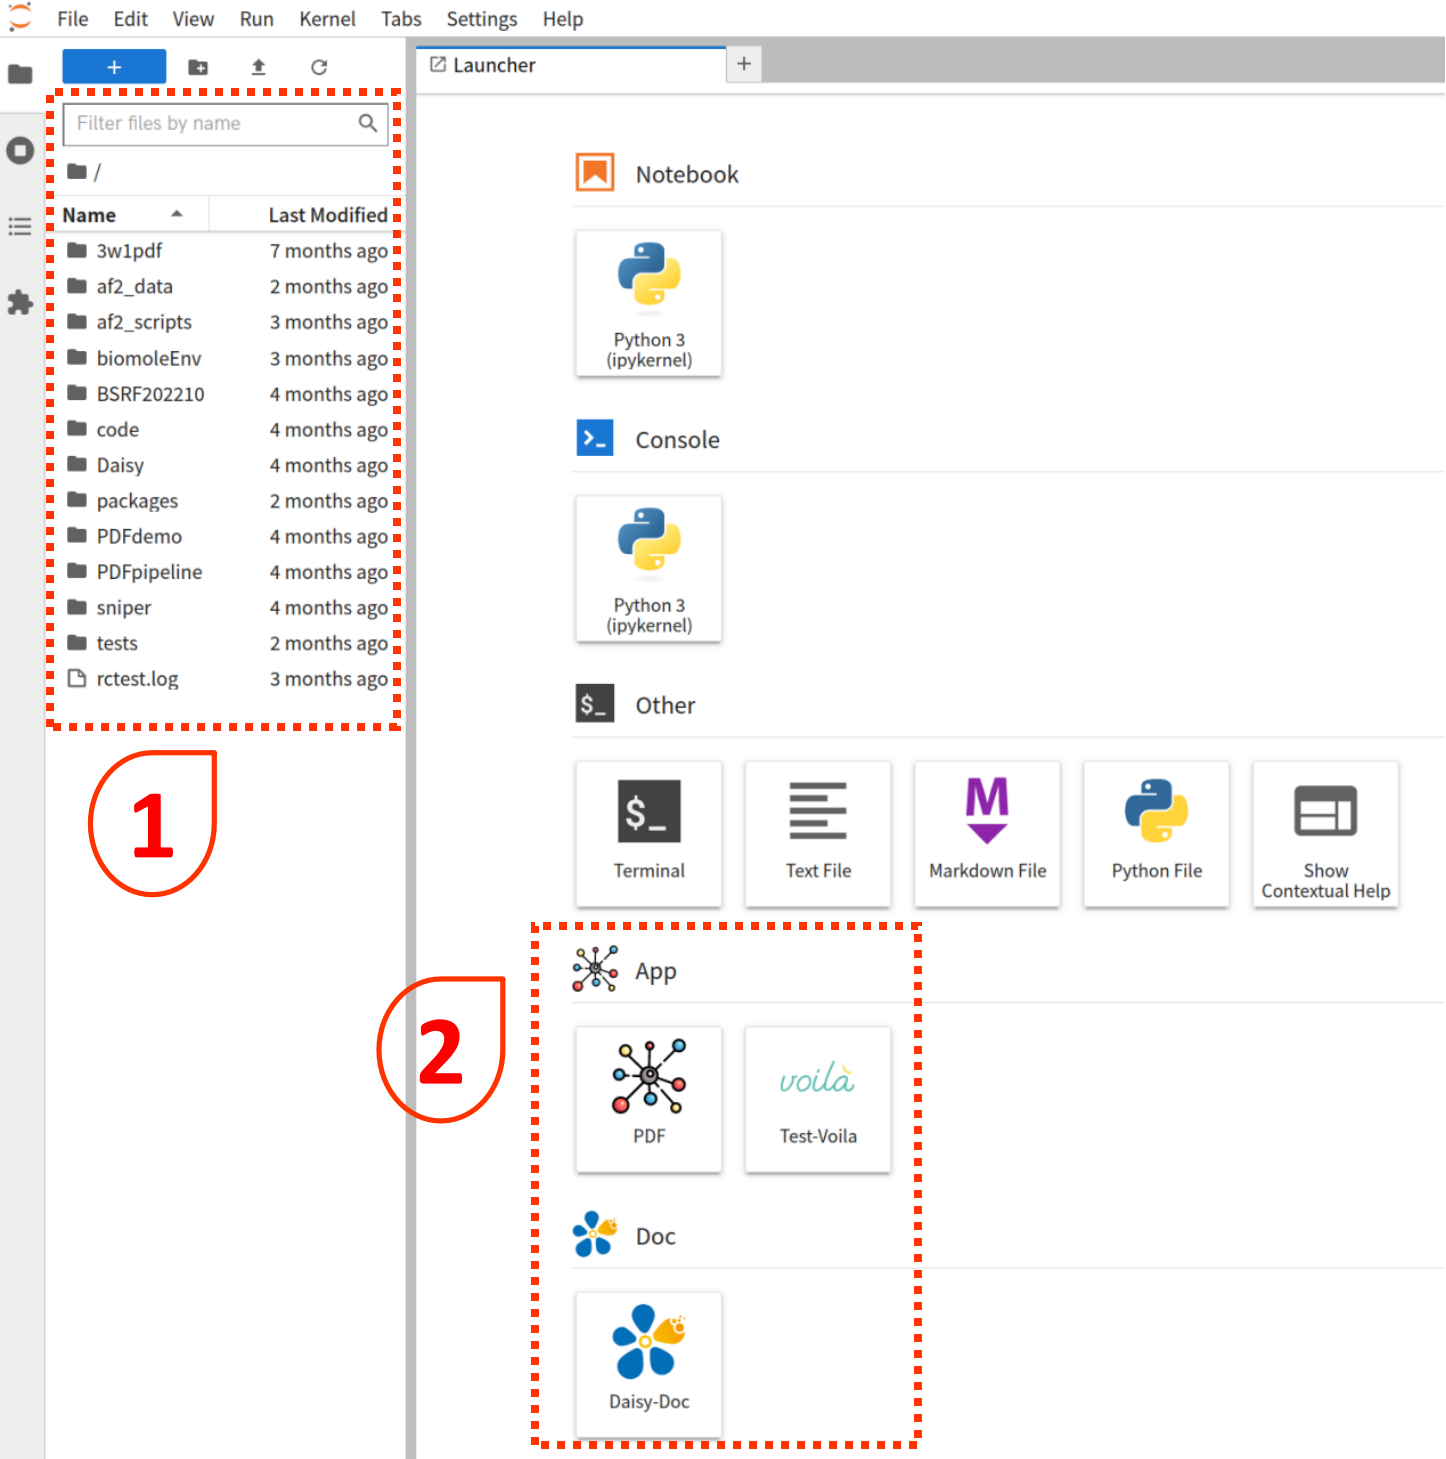 File Edit View Run Kernel Tabs Settings Help
+
Launcher
+
Filter files by name
/
Name Last Modified
3w1pdf 7 months ago
af2_data 2 months ago
af2_scripts 3 months ago
biomoleEnv 3 months ago
BSRF202210 4 months ago
code 4 months ago
Daisy 4 months ago
packages 2 months ago
PDFdemo 4 months ago
PDFpipeline 4 months ago
sniper 4 months ago
tests 2 months ago
rctest.log 3 months ago
1
Notebook
Python 3
(ipykernel)
>_ Console
Python 3
(ipykernel)
$_ Other
$_
Terminal
Text File
M
Markdown File
Python File
Show
Contextual Help
2
App
PDF
voilà
Test-Voila
Doc
Daisy-Doc